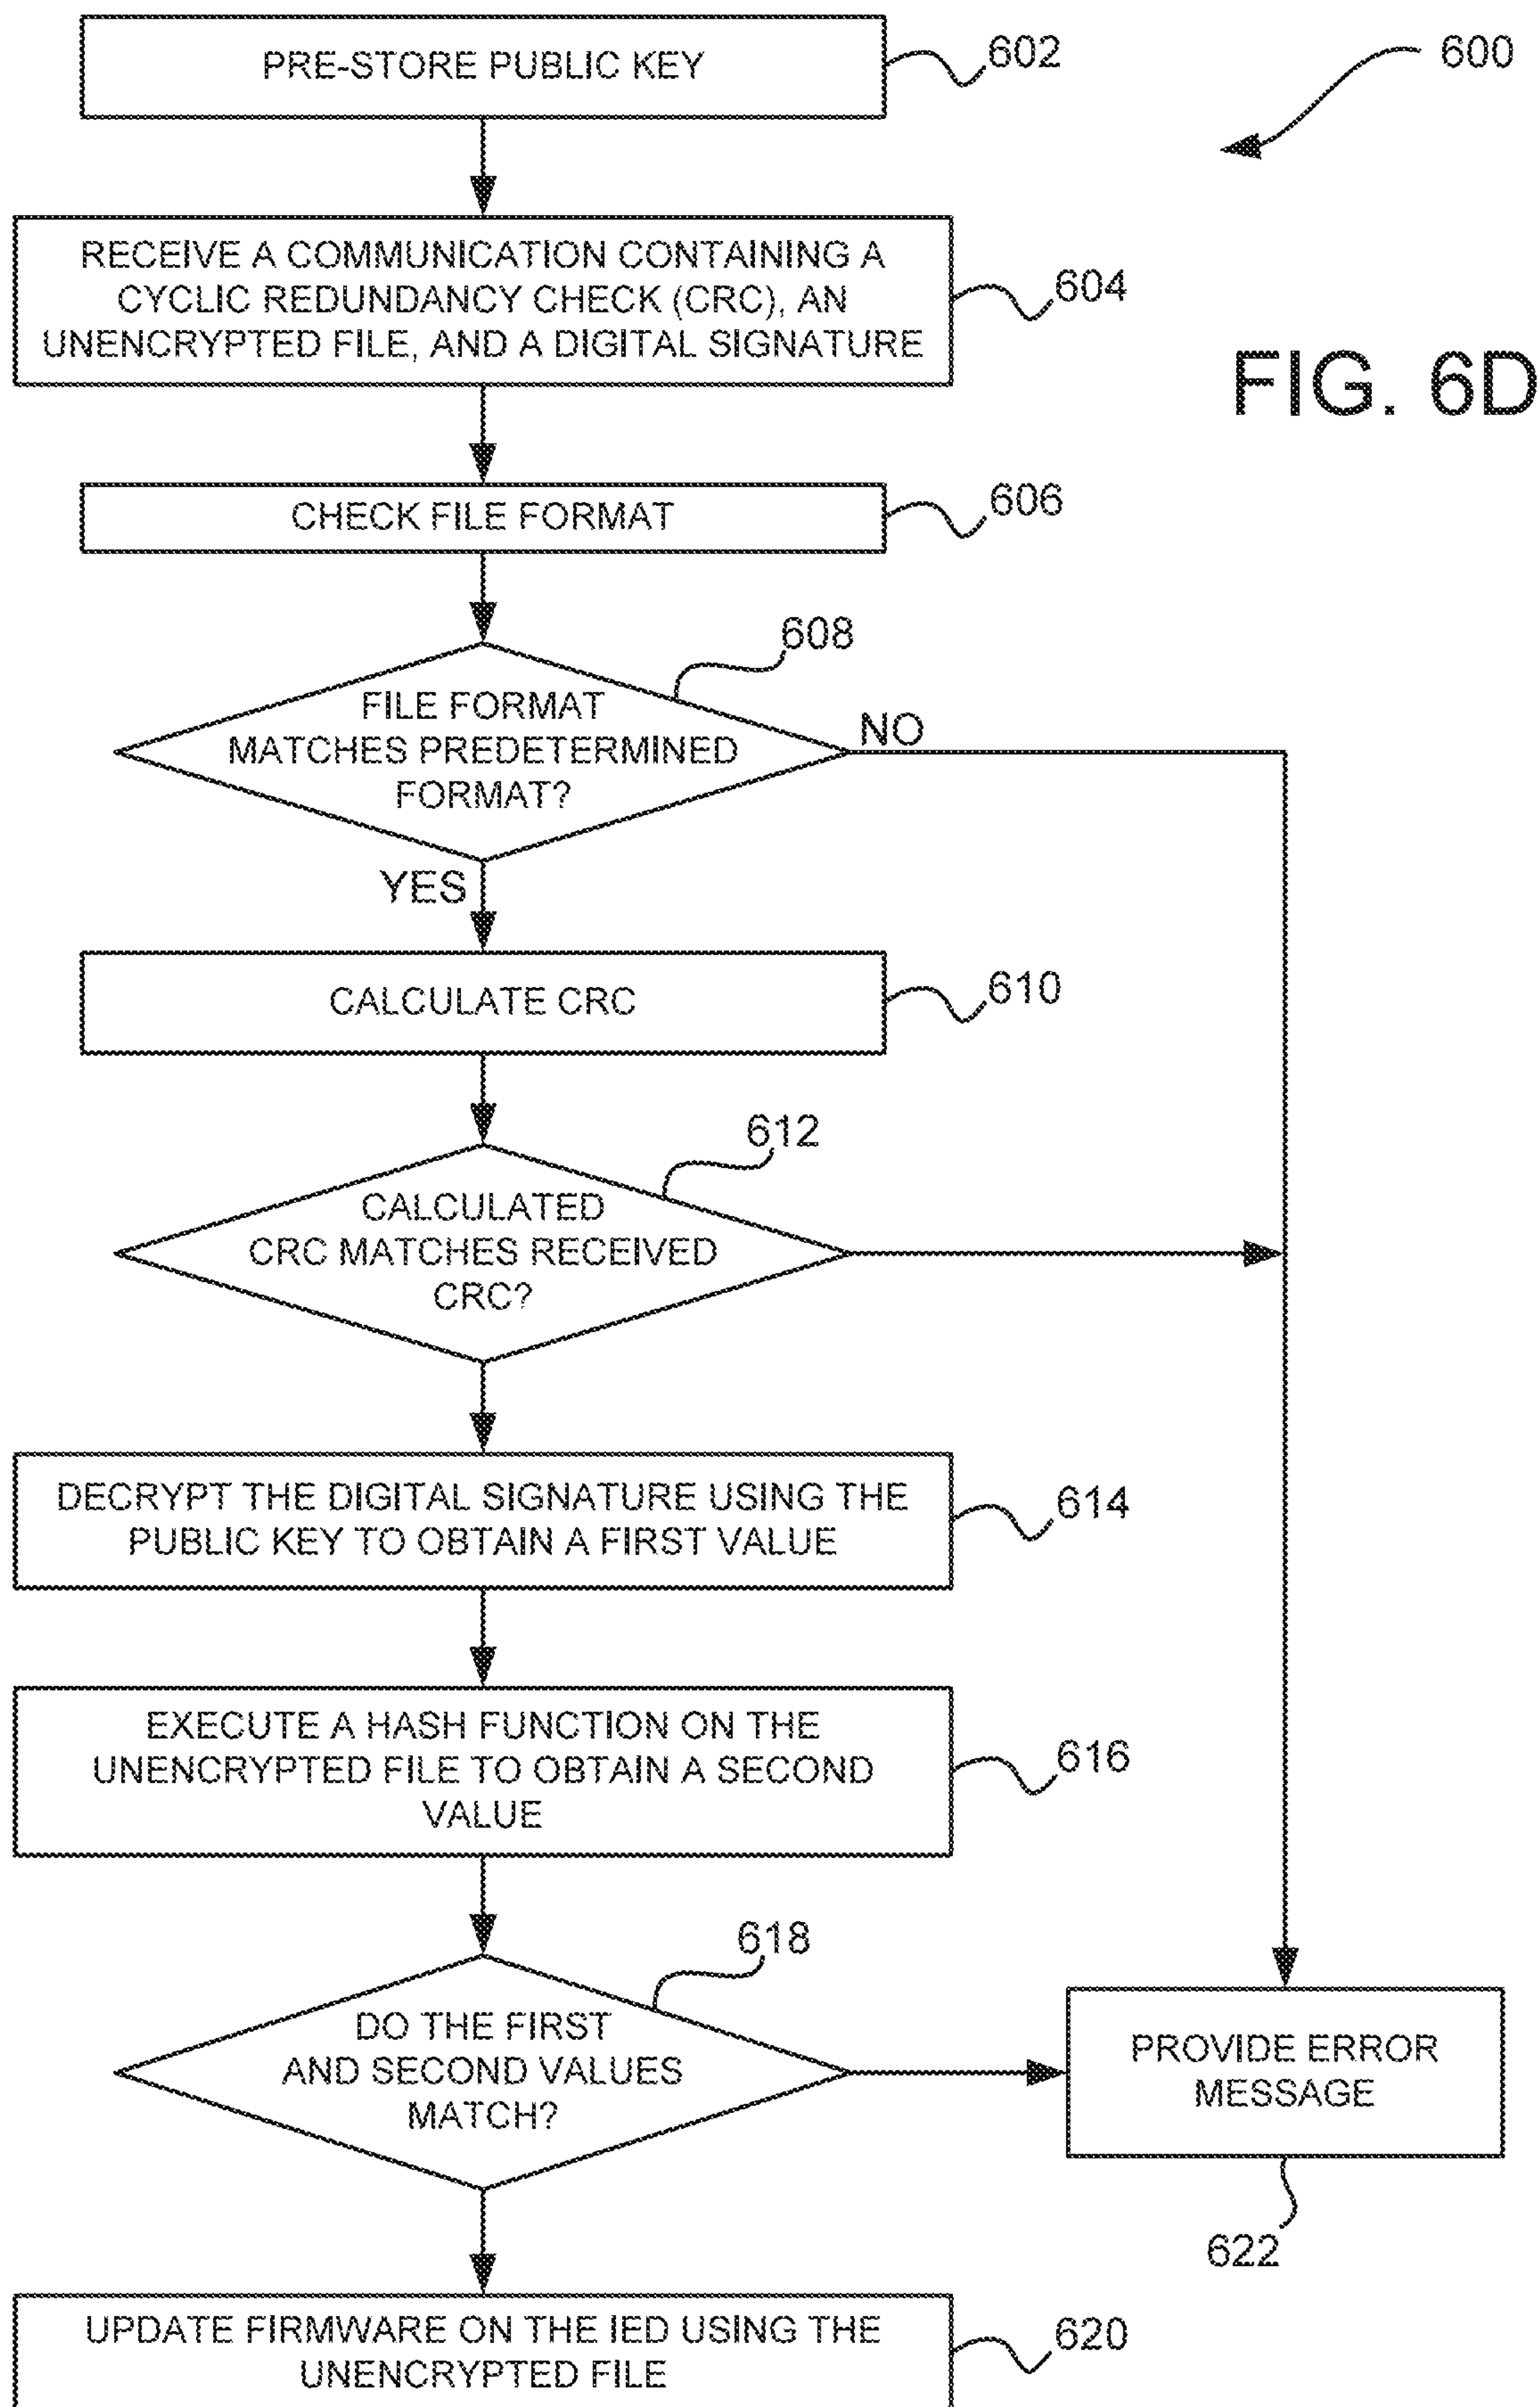 PRE-STORE PUBLIC KEY
602
600
RECEIVE A COMMUNICATION CONTAINING A
CYCLIC REDUNDANCY CHECK (CRC), AN
UNENCRYPTED FILE, AND A DIGITAL SIGNATURE
604
FIG. 6D
CHECK FILE FORMAT
606
608
FILE FORMAT
MATCHES PREDETERMINED
FORMAT?
NO
YES
CALCULATE CRC
610
612
CALCULATED
CRC MATCHES RECEIVED
CRC?
DECRYPT THE DIGITAL SIGNATURE USING THE
PUBLIC KEY TO OBTAIN A FIRST VALUE
614
EXECUTE A HASH FUNCTION ON THE
UNENCRYPTED FILE TO OBTAIN A SECOND
VALUE
616
618
DO THE FIRST
AND SECOND VALUES
MATCH?
PROVIDE ERROR
MESSAGE
622
UPDATE FIRMWARE ON THE IED USING THE
UNENCRYPTED FILE
620